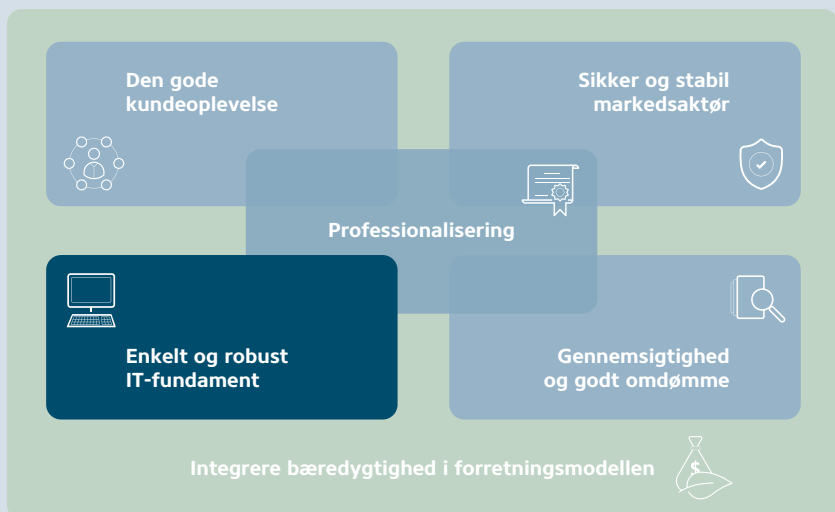 Den gode
kundeoplevelse
Sikker og stabil
markedsaktør
Professionalisering
Enkelt og robust
IT-fundament
Gennemsigtighed
og godt omdømme
Integrere bæredygtighed i forretningsmodellen
$